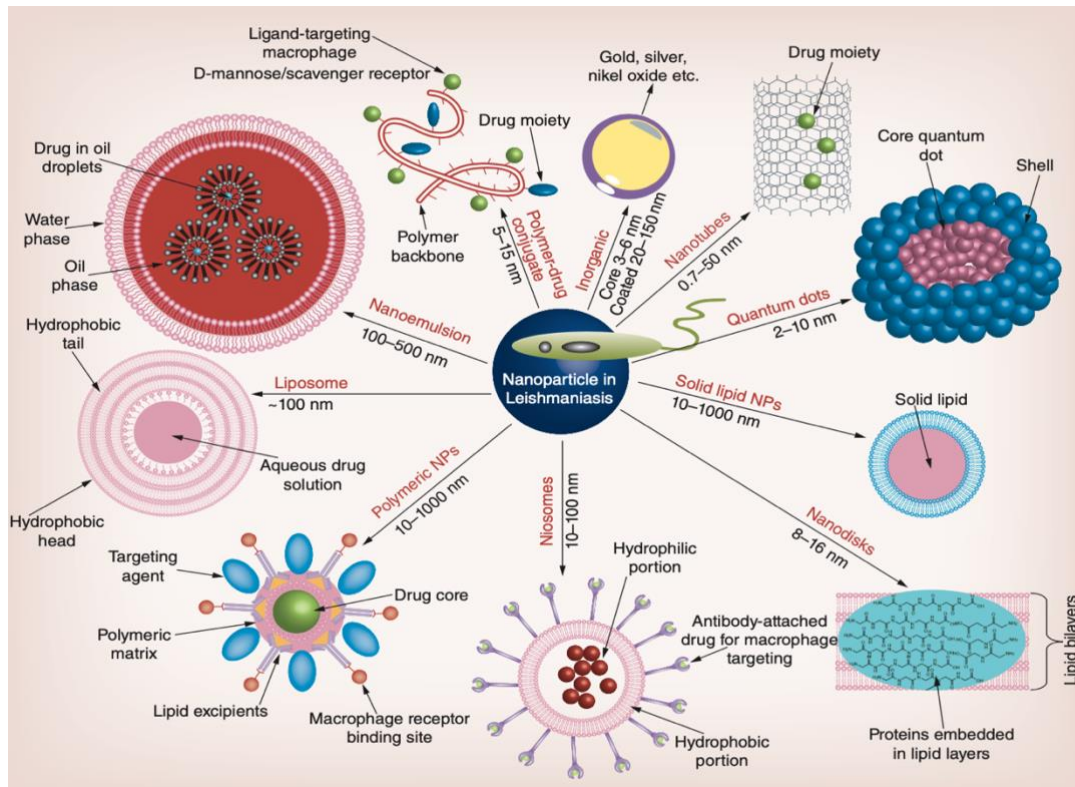 Ligand-targeting
macrophage
D-mannose/scavenger receptor
Gold, silver,
nikel oxide etc.
Drug moiety
Drug in oil
droplets
Drug moiety
Core quantum
dot
Shell
Water
phase
Polymer
backbone
Polymer-drug
conjugate
5–15 nm
Inorganic
Core 3–6 nm
Coated 20–150 nm
Nanotubes
0.7–50 nm
Oil
phase
Nanoemulsion
100–500 nm
Quantum dots
2–10 nm
Hydrophobic
tail
Liposome
~100 nm
Nanoparticle in
Leishmaniasis
Solid lipid NPs
10–1000 nm
Solid lipid
Aqueous drug
solution
Hydrophobic
head
Polymeric NPs
10–1000 nm
Niosomes
10–100 nm
Nanodisks
8–16 nm
Targeting
agent
Drug core
Polymeric
matrix
Lipid excipients
Macrophage receptor
binding site
Hydrophilic
portion
Antibody-attached
drug for macrophage
targeting
Hydrophobic
portion
Lipid bilayers
Proteins embedded
in lipid layers